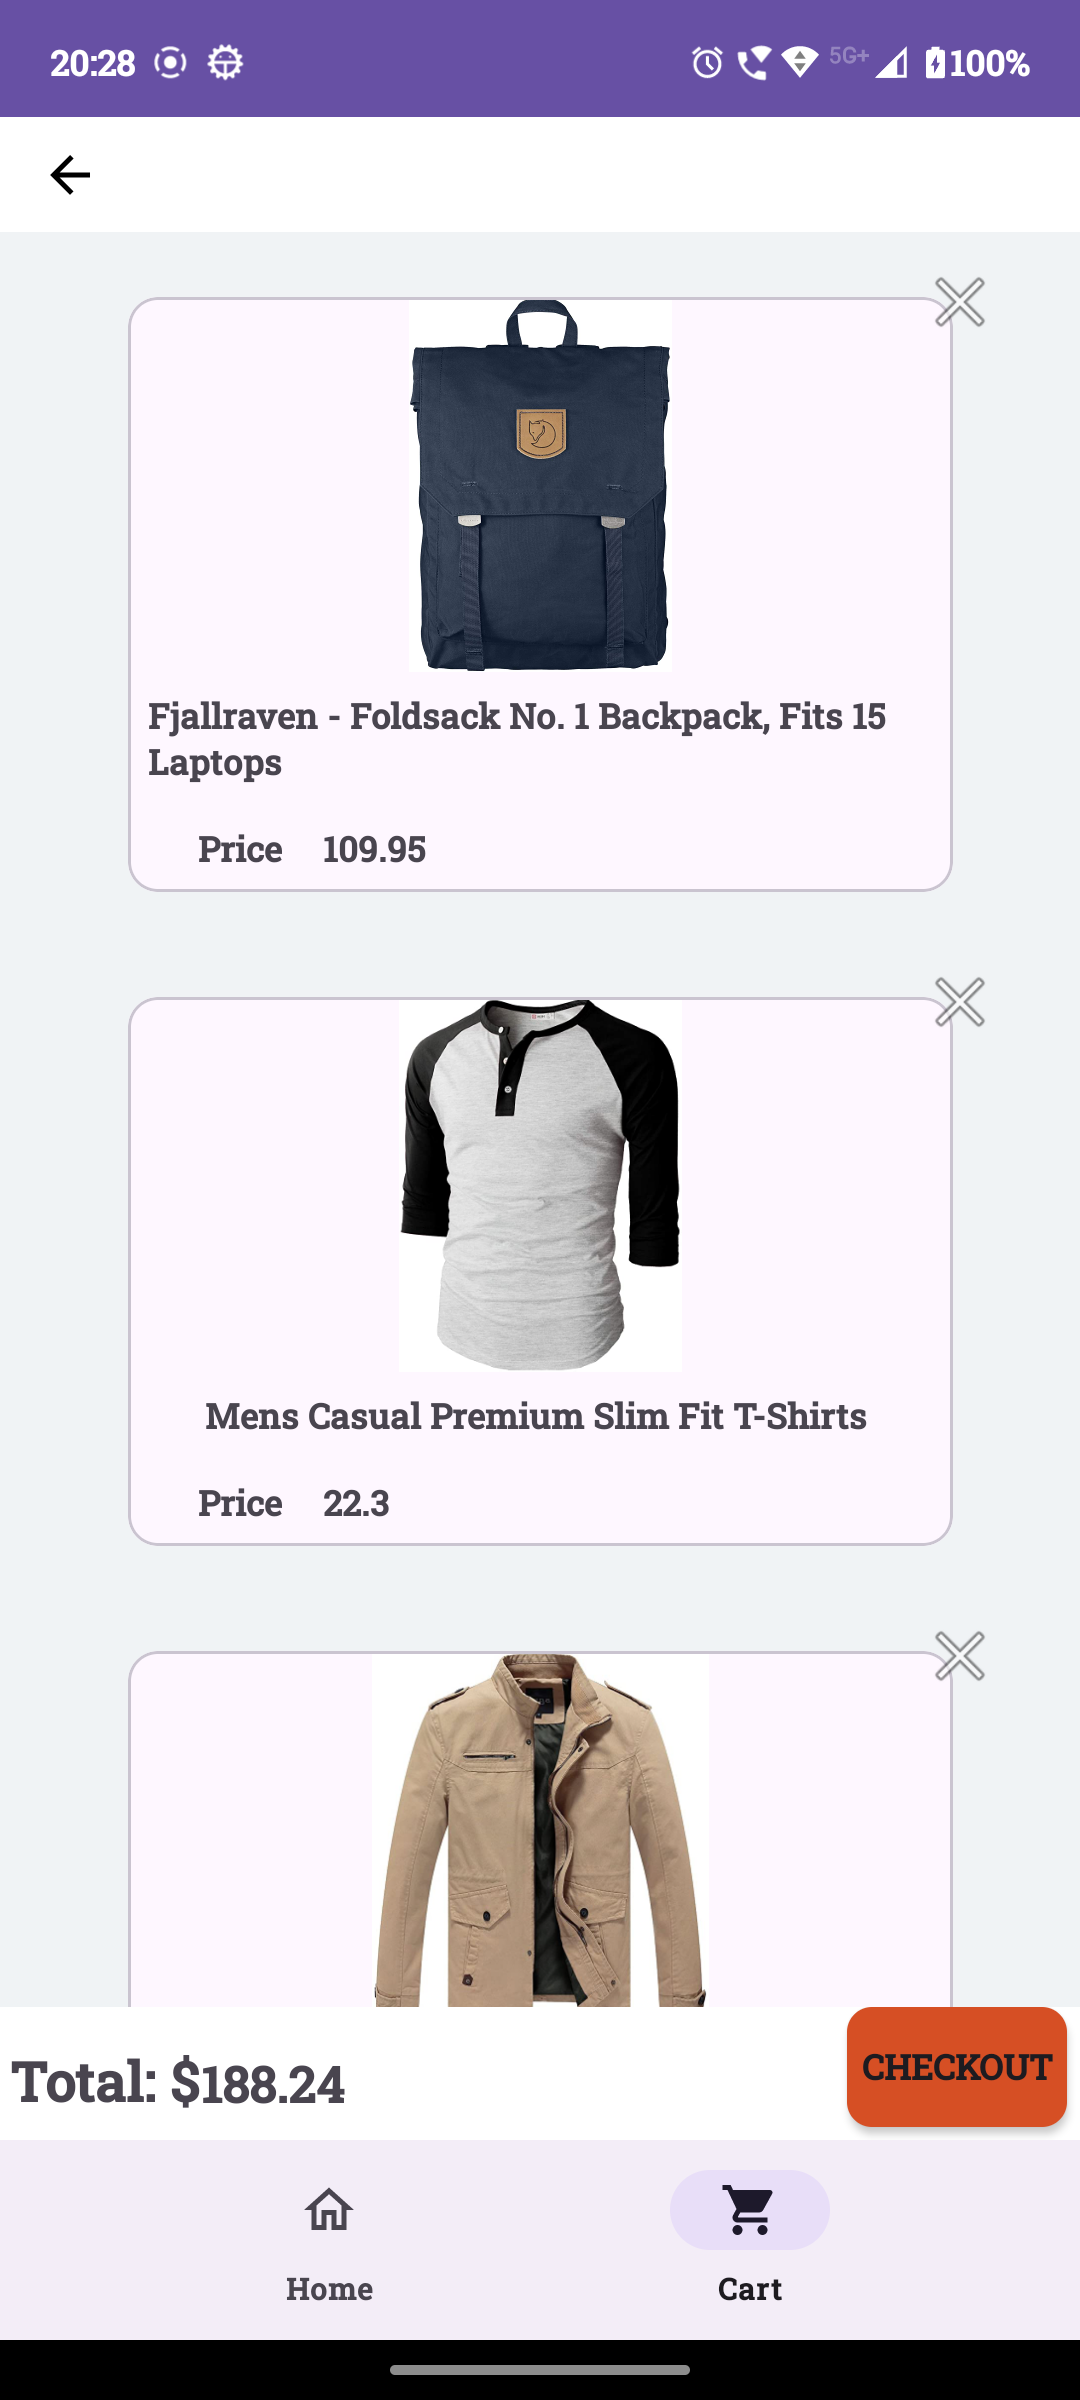 20:28
5G+
100%
Fjallraven - Foldsack No. 1 Backpack, Fits 15
Laptops
Price 109.95
Mens Casual Premium Slim Fit T-Shirts
Price 22.3
Total: $188.24
CHECKOUT
Home
Cart